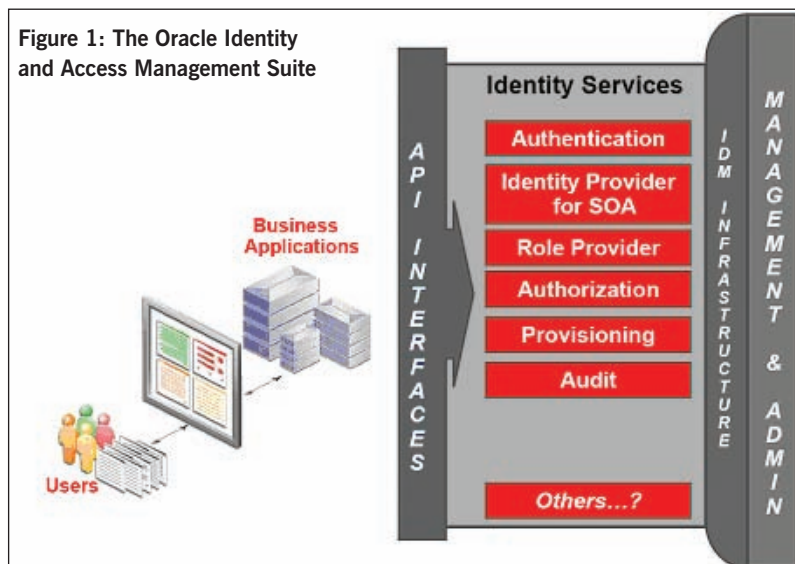 Figure 1: The Oracle Identity
and Access Management Suite
Business
Applications
Users
API INTERFACES
Identity Services
Authentication
Identity Provider
for SOA
Role Provider
Authorization
Provisioning
Audit
Others...?
IDM INFRASTRUCTURE
MANAGEMENT & ADMIN